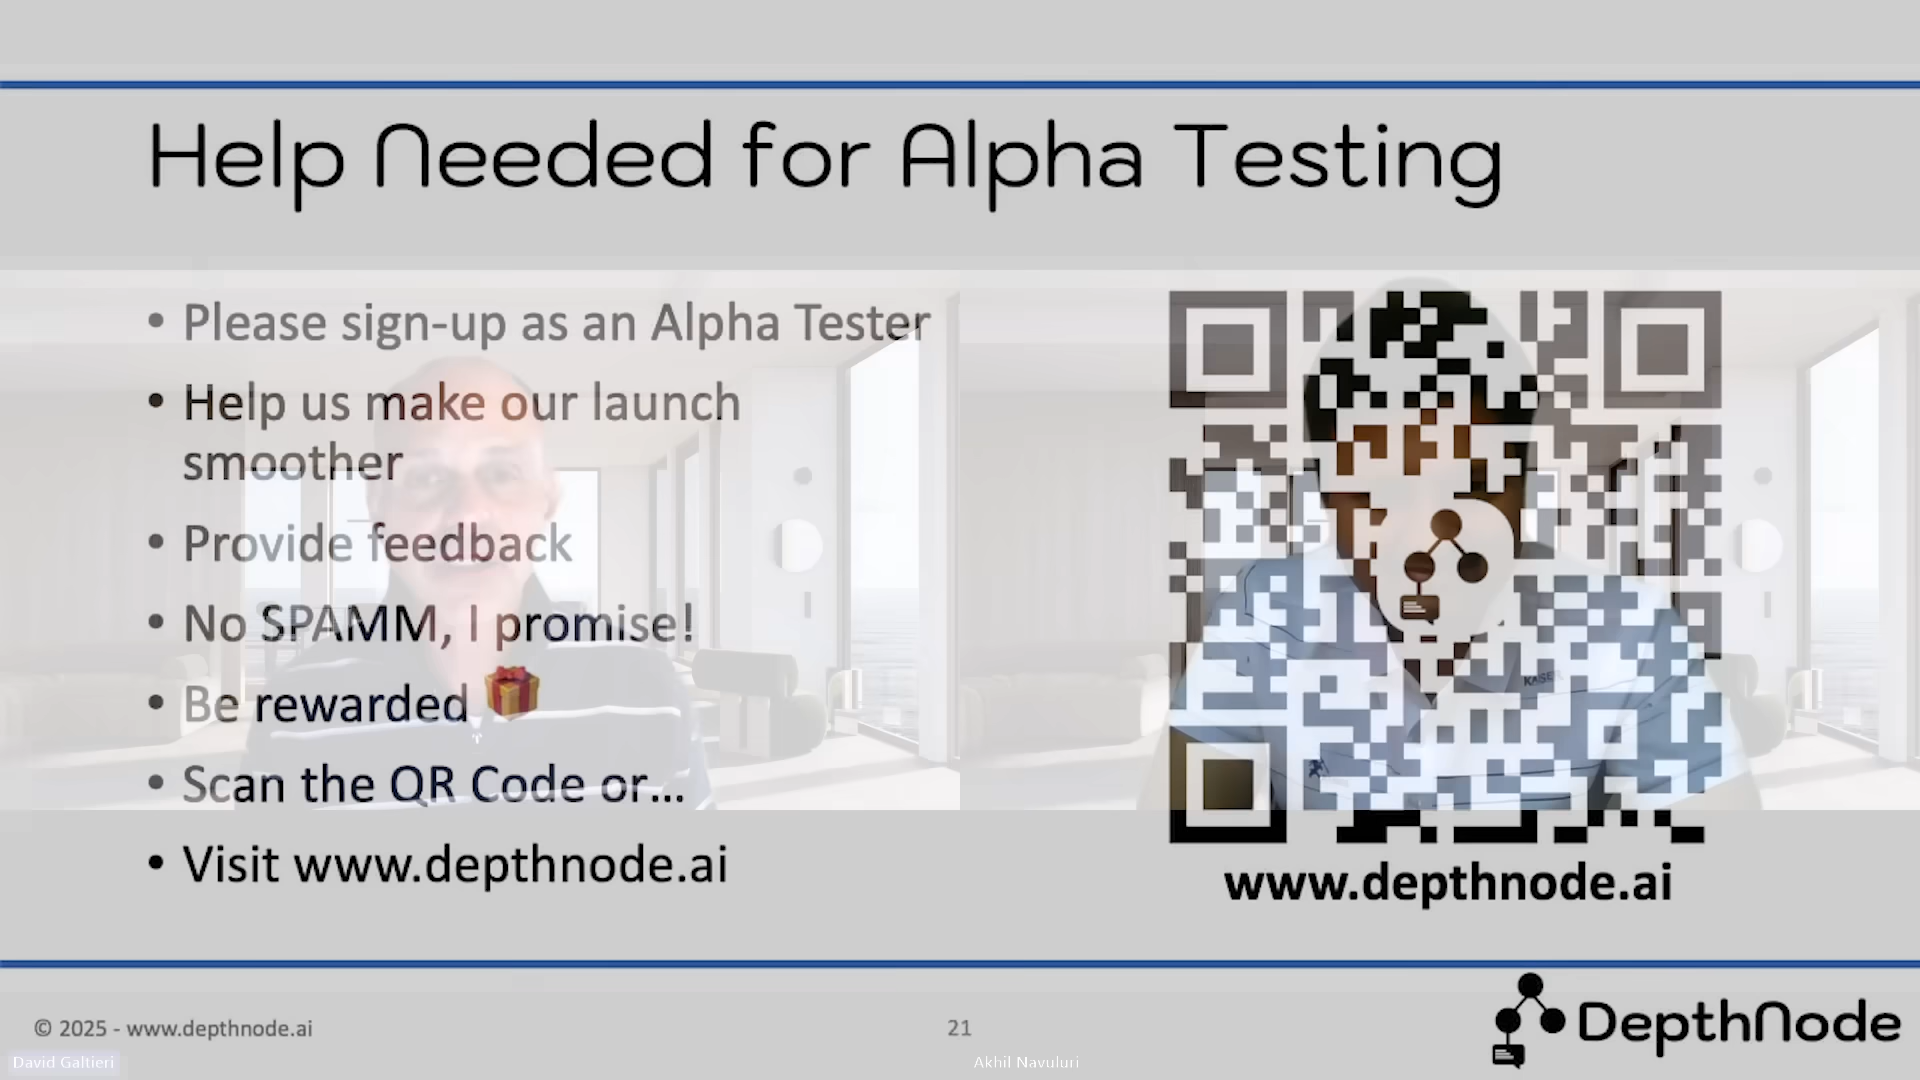 Help Needed for Alpha Testing
• Please sign-up as an Alpha Tester
• Help us make our launch
smoother
• Provide feedback
• No SPAMM, I promise!
• Be rewarded 🎁
• Scan the QR Code or...
• Visit www.depthnode.ai
www.depthnode.ai
© 2025 - www.depthnode.ai
21
DepthNode
David Galtieri
Akhil Navuluri